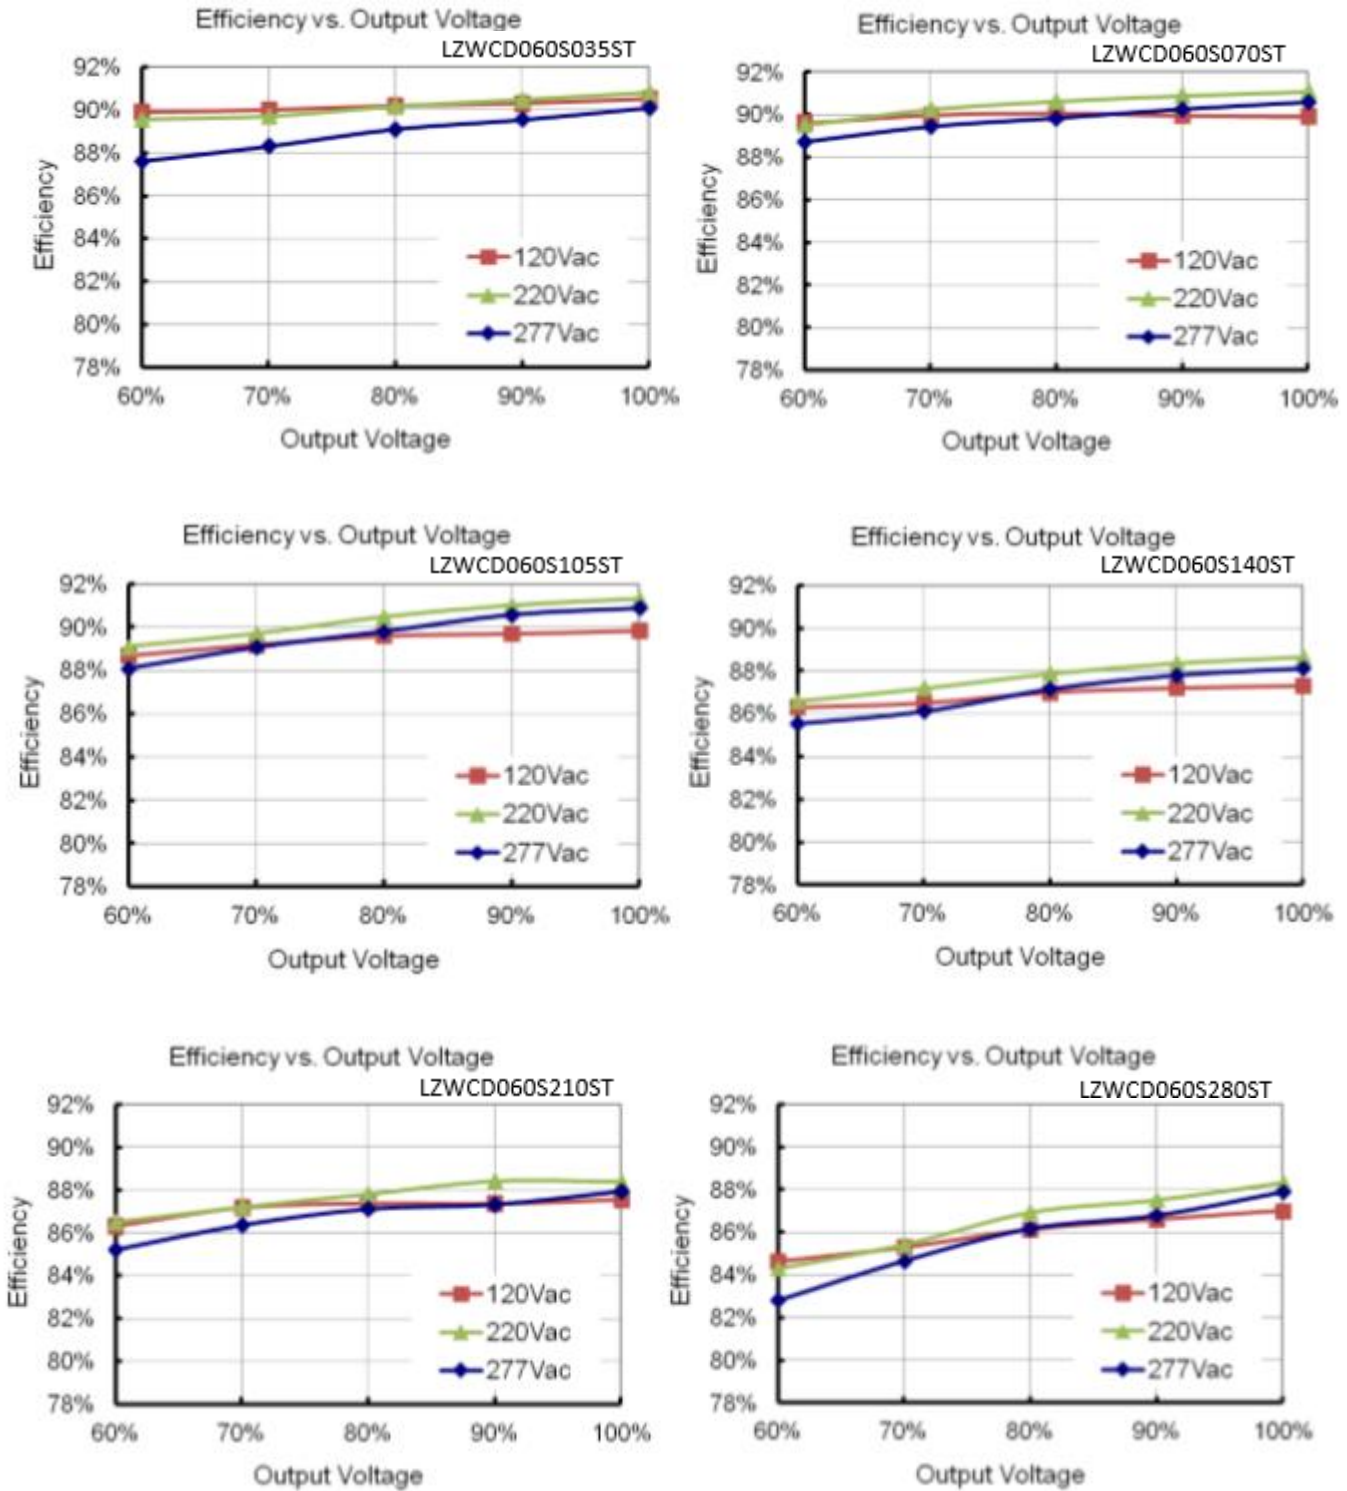 Efficiency vs. Output Voltage
LZWCD060S035ST
92%
90%
88%
86%
84%
82%
80%
78%
Efficiency
120Vac
220Vac
277Vac
60% 70% 80% 90% 100%
Output Voltage
Efficiency vs. Output Voltage
LZWCD060S070ST
92%
90%
88%
86%
84%
82%
80%
78%
Efficiency
120Vac
220Vac
277Vac
60% 70% 80% 90% 100%
Output Voltage
Efficiency vs. Output Voltage
LZWCD060S105ST
92%
90%
88%
86%
84%
82%
80%
78%
Efficiency
120Vac
220Vac
277Vac
60% 70% 80% 90% 100%
Output Voltage
Efficiency vs. Output Voltage
LZWCD060S140ST
92%
90%
88%
86%
84%
82%
80%
78%
Efficiency
120Vac
220Vac
277Vac
60% 70% 80% 90% 100%
Output Voltage
Efficiency vs. Output Voltage
LZWCD060S210ST
92%
90%
88%
86%
84%
82%
80%
78%
Efficiency
120Vac
220Vac
277Vac
60% 70% 80% 90% 100%
Output Voltage
Efficiency vs. Output Voltage
LZWCD060S280ST
92%
90%
88%
86%
84%
82%
80%
78%
Efficiency
120Vac
220Vac
277Vac
60% 70% 80% 90% 100%
Output Voltage